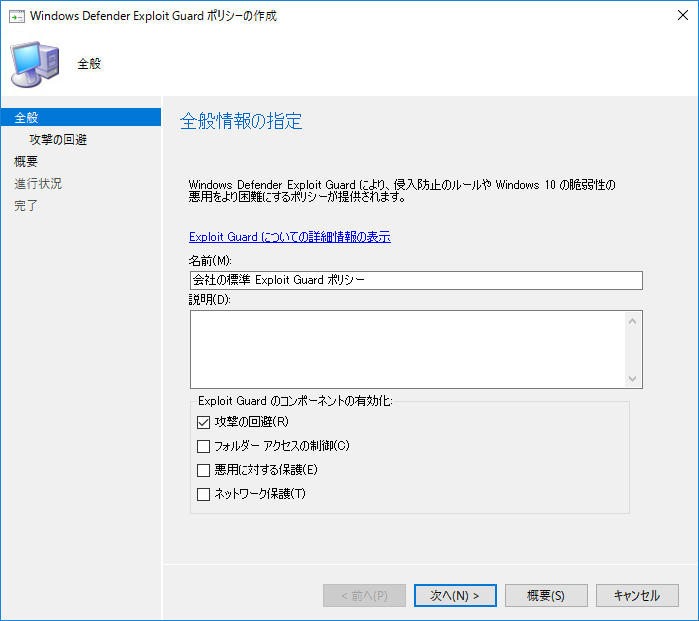 Windows Defender Exploit Guard ポリシーの作成
全般
全般
攻撃の回避
概要
進行状況
完了
全般情報の指定
Windows Defender Exploit Guard により、侵入防止のルールや Windows 10 の脆弱性の
悪用をより困難にするポリシーが提供されます。
Exploit Guard についての詳細情報の表示
名前(M):
会社の標準 Exploit Guard ポリシー
説明(D):
Exploit Guard のコンポーネントの有効化:
攻撃の回避(R)
フォルダー アクセスの制御(C)
悪用に対する保護(E)
ネットワーク保護(T)
< 前へ(P)
次へ(N) >
概要(S)
キャンセル